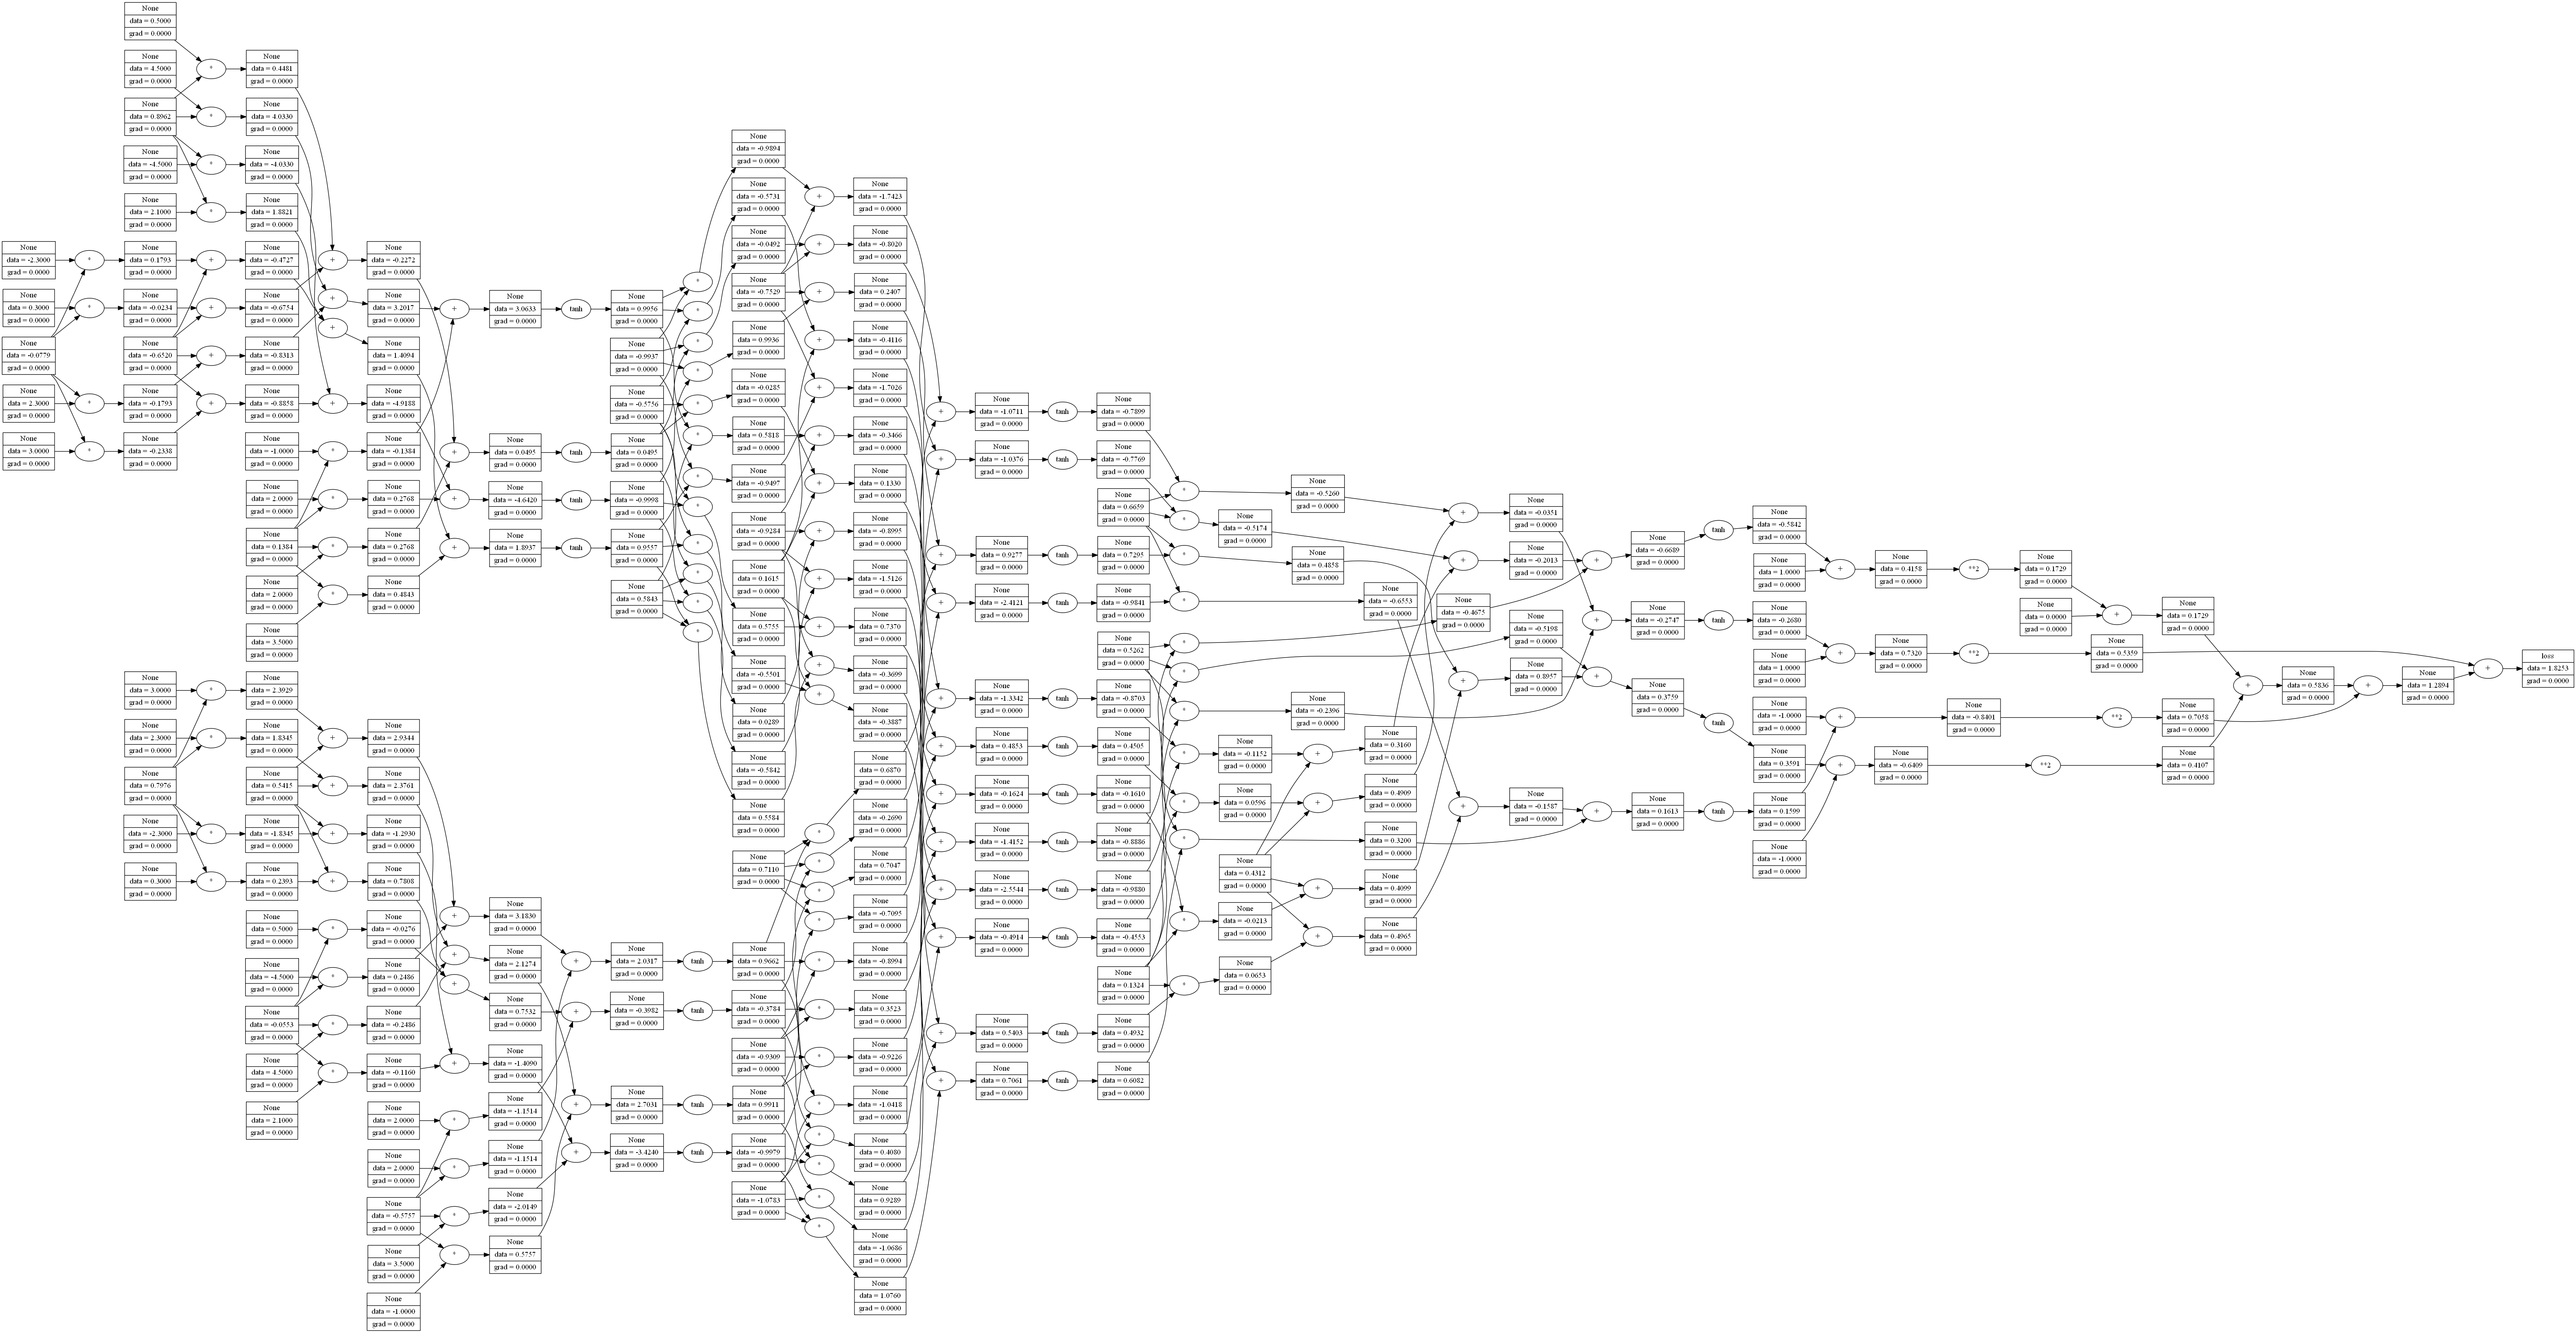 None
data = -2.3000
grad = 0.0000
None
data = 0.3000
grad = 0.0000
None
data = -0.0779
grad = 0.0000
None
data = 2.3000
grad = 0.0000
None
data = 3.0000
grad = 0.0000
*
*
*
*
None
data = 0.5000
grad = 0.0000
None
data = 4.5000
grad = 0.0000
None
data = 0.8962
grad = 0.0000
None
data = -4.5000
grad = 0.0000
None
data = 2.1000
grad = 0.0000
None
data = 0.1793
grad = 0.0000
None
data = -0.0234
grad = 0.0000
None
data = -0.6520
grad = 0.0000
None
data = -0.1793
grad = 0.0000
None
data = -0.2338
grad = 0.0000
None
data = 3.0000
grad = 0.0000
None
data = 2.3000
grad = 0.0000
None
data = 0.7976
grad = 0.0000
None
data = -2.3000
grad = 0.0000
None
data = 0.3000
grad = 0.0000
*
*
*
*
+
+
+
+
*
*
*
*
None
data = 0.4481
grad = 0.0000
None
data = 4.0330
grad = 0.0000
None
data = -4.0330
grad = 0.0000
None
data = 1.8821
grad = 0.0000
None
data = -0.4727
grad = 0.0000
None
data = -0.6754
grad = 0.0000
None
data = -0.8313
grad = 0.0000
None
data = -0.8858
grad = 0.0000
None
data = -1.0000
grad = 0.0000
None
data = 2.0000
grad = 0.0000
None
data = 0.1384
grad = 0.0000
None
data = 2.0000
grad = 0.0000
None
data = 3.5000
grad = 0.0000
None
data = 2.3929
grad = 0.0000
None
data = 1.8345
grad = 0.0000
None
data = 0.5415
grad = 0.0000
None
data = -1.8345
grad = 0.0000
None
data = 0.2393
grad = 0.0000
None
data = 0.5000
grad = 0.0000
None
data = -4.5000
grad = 0.0000
None
data = -0.0553
grad = 0.0000
None
data = 4.5000
grad = 0.0000
None
data = 2.1000
grad = 0.0000
+
+
+
+
*
*
*
*
+
+
+
+
*
*
*
*
None
data = -0.2272
grad = 0.0000
None
data = 3.2017
grad = 0.0000
None
data = 1.4094
grad = 0.0000
None
data = -4.9188
grad = 0.0000
None
data = -0.1384
grad = 0.0000
None
data = 0.2768
grad = 0.0000
None
data = 0.2768
grad = 0.0000
None
data = 0.4843
grad = 0.0000
None
data = 2.9344
grad = 0.0000
None
data = 2.3761
grad = 0.0000
None
data = -1.2930
grad = 0.0000
None
data = 0.7808
grad = 0.0000
None
data = -0.0276
grad = 0.0000
None
data = 0.2486
grad = 0.0000
None
data = -0.2486
grad = 0.0000
None
data = -0.1160
grad = 0.0000
None
data = 2.0000
grad = 0.0000
None
data = 2.0000
grad = 0.0000
None
data = -0.5757
grad = 0.0000
None
data = 3.5000
grad = 0.0000
None
data = -1.0000
grad = 0.0000
+
+
+
+
+
+
+
+
*
*
*
*
None
data = 3.0633
grad = 0.0000
None
data = 0.0495
grad = 0.0000
None
data = -4.6420
grad = 0.0000
None
data = 1.8937
grad = 0.0000
None
data = 3.1830
grad = 0.0000
None
data = 2.1274
grad = 0.0000
None
data = 0.7532
grad = 0.0000
None
data = -1.4090
grad = 0.0000
None
data = -1.1514
grad = 0.0000
None
data = -1.1514
grad = 0.0000
None
data = -2.0149
grad = 0.0000
None
data = 0.5757
grad = 0.0000
tanh
tanh
tanh
tanh
+
+
+
+
None
data = 0.9956
grad = 0.0000
None
data = -0.9937
grad = 0.0000
None
data = -0.5756
grad = 0.0000
None
data = 0.0495
grad = 0.0000
None
data = -0.9998
grad = 0.0000
None
data = 0.9557
grad = 0.0000
None
data = 0.5843
grad = 0.0000
None
data = 2.0317
grad = 0.0000
None
data = -0.3982
grad = 0.0000
None
data = 2.7031
grad = 0.0000
None
data = -3.4240
grad = 0.0000
*
*
*
*
*
*
*
*
*
*
*
*
tanh
tanh
tanh
tanh
None
data = -0.9894
grad = 0.0000
None
data = -0.5731
grad = 0.0000
None
data = -0.0492
grad = 0.0000
None
data = -0.7529
grad = 0.0000
None
data = 0.9936
grad = 0.0000
None
data = -0.0285
grad = 0.0000
None
data = 0.5818
grad = 0.0000
None
data = -0.9497
grad = 0.0000
None
data = -0.9284
grad = 0.0000
None
data = 0.1615
grad = 0.0000
None
data = 0.5755
grad = 0.0000
None
data = -0.5501
grad = 0.0000
None
data = 0.0289
grad = 0.0000
None
data = -0.5842
grad = 0.0000
None
data = 0.5584
grad = 0.0000
None
data = 0.7110
grad = 0.0000
None
data = 0.9662
grad = 0.0000
None
data = -0.3784
grad = 0.0000
None
data = -0.9309
grad = 0.0000
None
data = 0.9911
grad = 0.0000
None
data = -0.9979
grad = 0.0000
None
data = -1.0783
grad = 0.0000
+
+
+
+
+
+
+
+
+
+
+
+
*
*
*
*
*
*
*
*
*
*
*
*
None
data = -1.7423
grad = 0.0000
None
data = -0.8020
grad = 0.0000
None
data = 0.2407
grad = 0.0000
None
data = -0.4116
grad = 0.0000
None
data = -1.7026
grad = 0.0000
None
data = -0.3466
grad = 0.0000
None
data = 0.1330
grad = 0.0000
None
data = -0.8995
grad = 0.0000
None
data = -1.5126
grad = 0.0000
None
data = 0.7370
grad = 0.0000
None
data = -0.3699
grad = 0.0000
None
data = -0.3887
grad = 0.0000
None
data = 0.6870
grad = 0.0000
None
data = -0.2690
grad = 0.0000
None
data = 0.7047
grad = 0.0000
None
data = -0.7095
grad = 0.0000
None
data = -0.8994
grad = 0.0000
None
data = 0.3523
grad = 0.0000
None
data = -0.9226
grad = 0.0000
None
data = -1.0418
grad = 0.0000
None
data = 0.4080
grad = 0.0000
None
data = 0.9289
grad = 0.0000
None
data = -1.0686
grad = 0.0000
None
data = 1.0760
grad = 0.0000
+
+
+
+
+
+
+
+
+
+
+
+
None
data = -1.0711
grad = 0.0000
None
data = -1.0376
grad = 0.0000
None
data = 0.9277
grad = 0.0000
None
data = -2.4121
grad = 0.0000
None
data = -1.3342
grad = 0.0000
None
data = 0.4853
grad = 0.0000
None
data = -0.1624
grad = 0.0000
None
data = -1.4152
grad = 0.0000
None
data = -2.5544
grad = 0.0000
None
data = -0.4914
grad = 0.0000
None
data = 0.5403
grad = 0.0000
None
data = 0.7061
grad = 0.0000
tanh
tanh
tanh
tanh
tanh
tanh
tanh
tanh
tanh
tanh
tanh
tanh
None
data = -0.7899
grad = 0.0000
None
data = -0.7769
grad = 0.0000
None
data = 0.6659
grad = 0.0000
None
data = 0.7295
grad = 0.0000
None
data = -0.9841
grad = 0.0000
None
data = 0.5262
grad = 0.0000
None
data = -0.8703
grad = 0.0000
None
data = 0.4505
grad = 0.0000
None
data = -0.1610
grad = 0.0000
None
data = -0.8886
grad = 0.0000
None
data = -0.9880
grad = 0.0000
None
data = -0.4553
grad = 0.0000
None
data = 0.1324
grad = 0.0000
None
data = 0.4932
grad = 0.0000
None
data = 0.6082
grad = 0.0000
*
*
*
*
*
*
*
*
*
*
*
*
None
data = -0.5174
grad = 0.0000
None
data = -0.1152
grad = 0.0000
None
data = 0.0596
grad = 0.0000
None
data = 0.4312
grad = 0.0000
None
data = -0.0213
grad = 0.0000
None
data = 0.0653
grad = 0.0000
None
data = -0.5260
grad = 0.0000
None
data = 0.4858
grad = 0.0000
None
data = -0.2396
grad = 0.0000
+
+
+
+
None
data = -0.6553
grad = 0.0000
None
data = 0.3160
grad = 0.0000
None
data = 0.4909
grad = 0.0000
None
data = 0.3200
grad = 0.0000
None
data = 0.4099
grad = 0.0000
None
data = 0.4965
grad = 0.0000
+
+
None
data = -0.4675
grad = 0.0000
+
+
None
data = -0.0351
grad = 0.0000
None
data = -0.2013
grad = 0.0000
None
data = -0.5198
grad = 0.0000
None
data = 0.8957
grad = 0.0000
None
data = -0.1587
grad = 0.0000
+
+
+
+
None
data = -0.6689
grad = 0.0000
None
data = -0.2747
grad = 0.0000
None
data = 0.3759
grad = 0.0000
None
data = 0.1613
grad = 0.0000
tanh
tanh
tanh
tanh
None
data = -0.5842
grad = 0.0000
None
data = 1.0000
grad = 0.0000
None
data = -0.2680
grad = 0.0000
None
data = 1.0000
grad = 0.0000
None
data = -1.0000
grad = 0.0000
None
data = 0.3591
grad = 0.0000
None
data = 0.1599
grad = 0.0000
None
data = -1.0000
grad = 0.0000
+
+
+
+
None
data = 0.4158
grad = 0.0000
None
data = 0.7320
grad = 0.0000
None
data = -0.6409
grad = 0.0000
None
data = -0.8401
grad = 0.0000
**2
**2
**2
**2
None
data = 0.1729
grad = 0.0000
None
data = 0.0000
grad = 0.0000
None
data = 0.5359
grad = 0.0000
+
None
data = 0.1729
grad = 0.0000
None
data = 0.7058
grad = 0.0000
None
data = 0.4107
grad = 0.0000
+
None
data = 0.5836
grad = 0.0000
+
None
data = 1.2894
grad = 0.0000
+
loss
data = 1.8253
grad = 0.0000